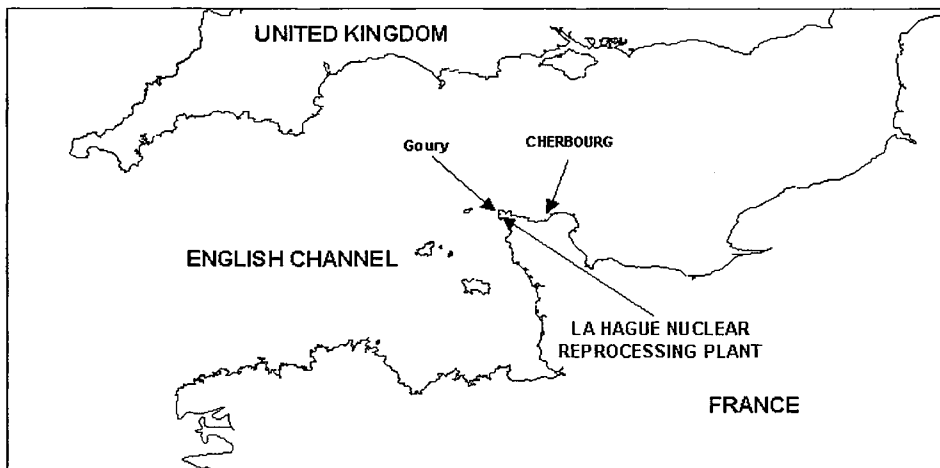 UNITED KINGDOM
Goury
CHERBOURG
ENGLISH CHANNEL
LA HAGUE NUCLEAR
REPROCESSING PLANT
FRANCE